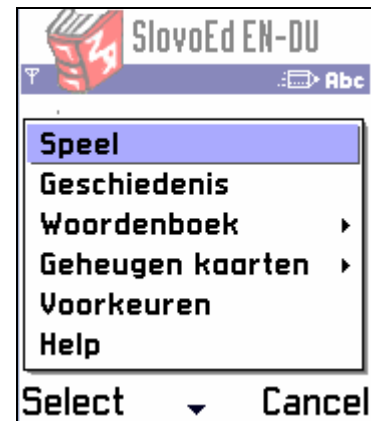 SlovoEd EN-DU
Abc
Speel
Geschiedenis
Woordenboek
Geheugen kaarten
Voorkeuren
Help
Select Cancel